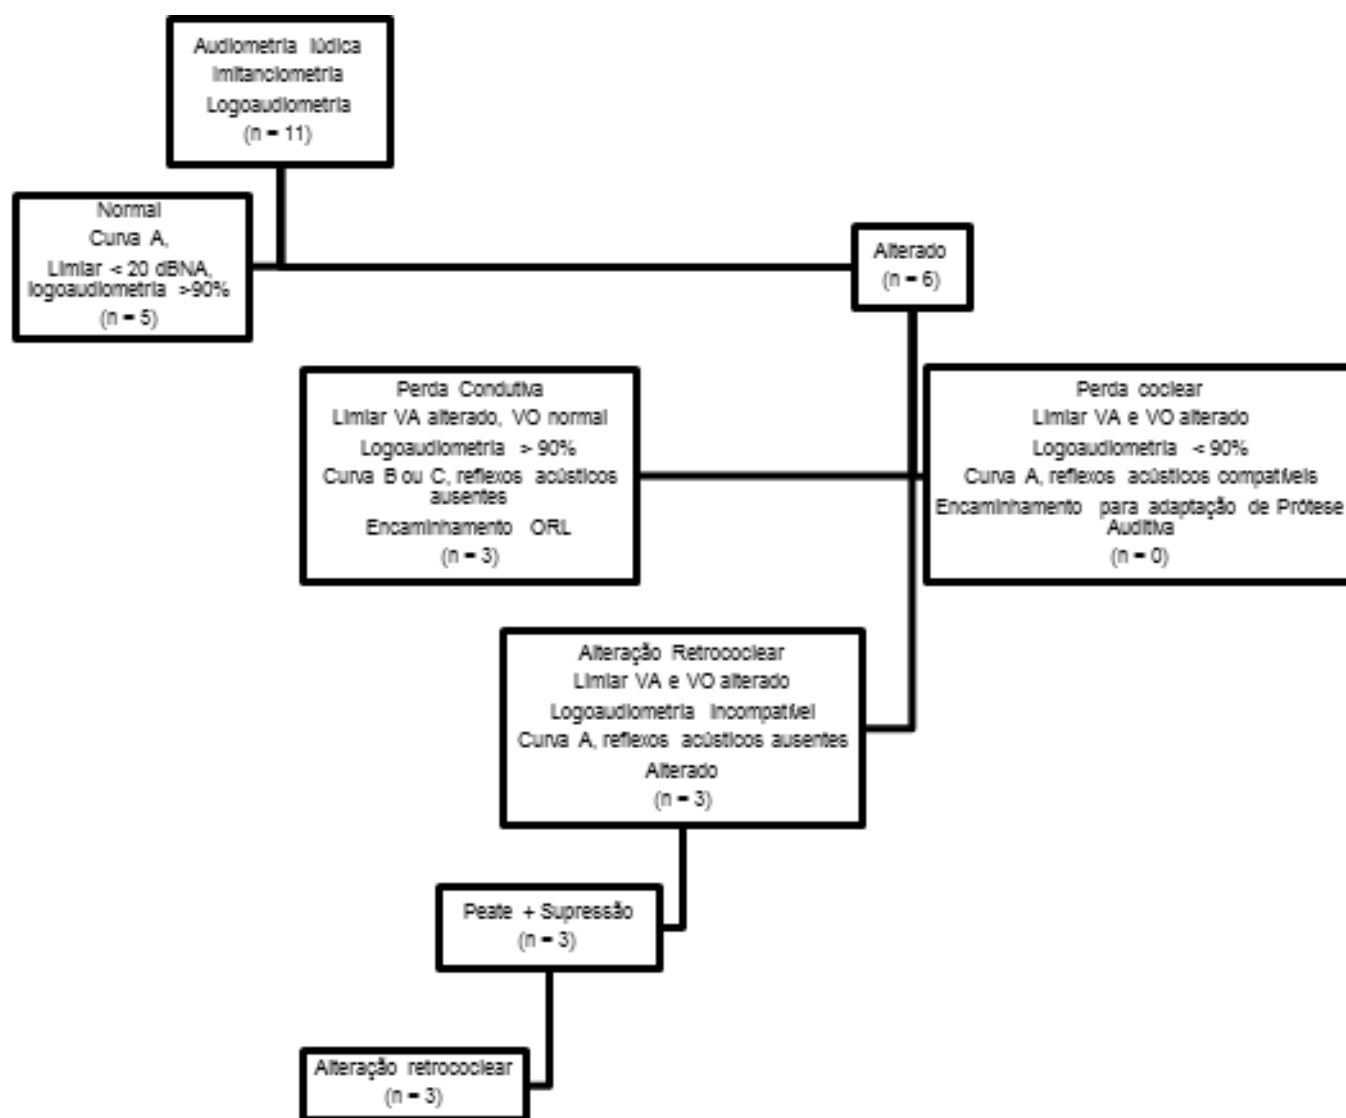 Audiometria lúdica
Imitanciometria
Logoaudiometria
(n = 11)
Normal
Curva A,
Limiar < 20 dBNA,
logoaudiometria >90%
(n = 5)
Alterado
(n = 6)
Perda Condutiva
Limiar VA alterado, VO normal
Logoaudiometria > 90%
Curva B ou C, reflexos acústicos
ausentes
Encaminhamento ORL
(n = 3)
Perda coclear
Limiar VA e VO alterado
Logoaudiometria < 90%
Curva A, reflexos acústicos compatíveis
Encaminhamento para adaptação de Prótese
Auditiva
(n = 0)
Alteração Retrococlear
Limiar VA e VO alterado
Logoaudiometria Incompatível
Curva A, reflexos acústicos ausentes
Alterado
(n = 3)
Peate + Supressão
(n = 3)
Alteração retrococlear
(n = 3)